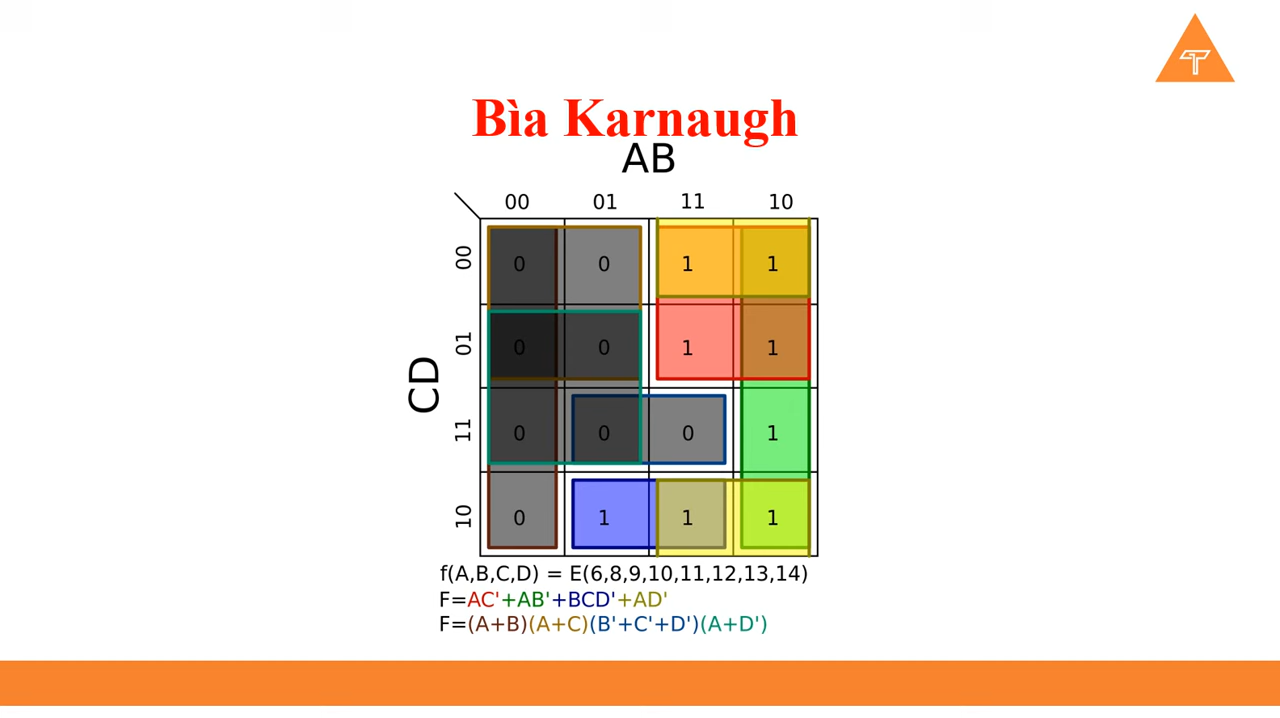 Bìa Karnaugh
AB
00 01 11 10
CD
00 0 0 1 1
01 0 0 1 1
11 0 0 0 1
10 0 1 1 1
f(A,B,C,D) = E(6,8,9,10,11,12,13,14)
F=AC'+AB'+BCD'+AD'
F=(A+B)(A+C)(B'+C'+D')(A+D')